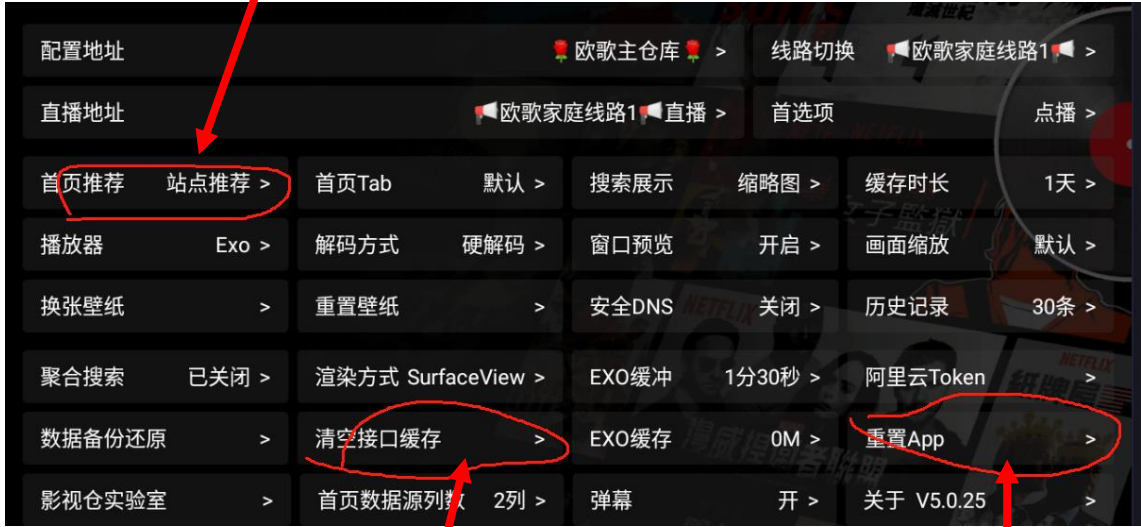 配置地址 🌹欧歌主仓库🌹 > 线路切换 📢欧歌家庭线路1📢 >
直播地址 📢欧歌家庭线路1📢直播 > 首选项 点播 >
首页推荐 站点推荐 > 首页Tab 默认 > 搜索展示 缩略图 > 缓存时长 1天 >
播放器 Exo > 解码方式 硬解码 > 窗口预览 开启 > 画面缩放 默认 >
换张壁纸 > 重置壁纸 > 安全DNS 关闭 > 历史记录 30条 >
聚合搜索 已关闭 > 渲染方式 SurfaceView > EXO缓冲 1分30秒 > 阿里云Token >
数据备份还原 > 清空接口缓存 > EXO缓存 0M > 重置App >
影视仓实验室 > 首页数据源列数 2列 > 弹幕 开 > 关于 V5.0.25 >
NETFLIX
NETFLIX
女子監獄
紙牌屋